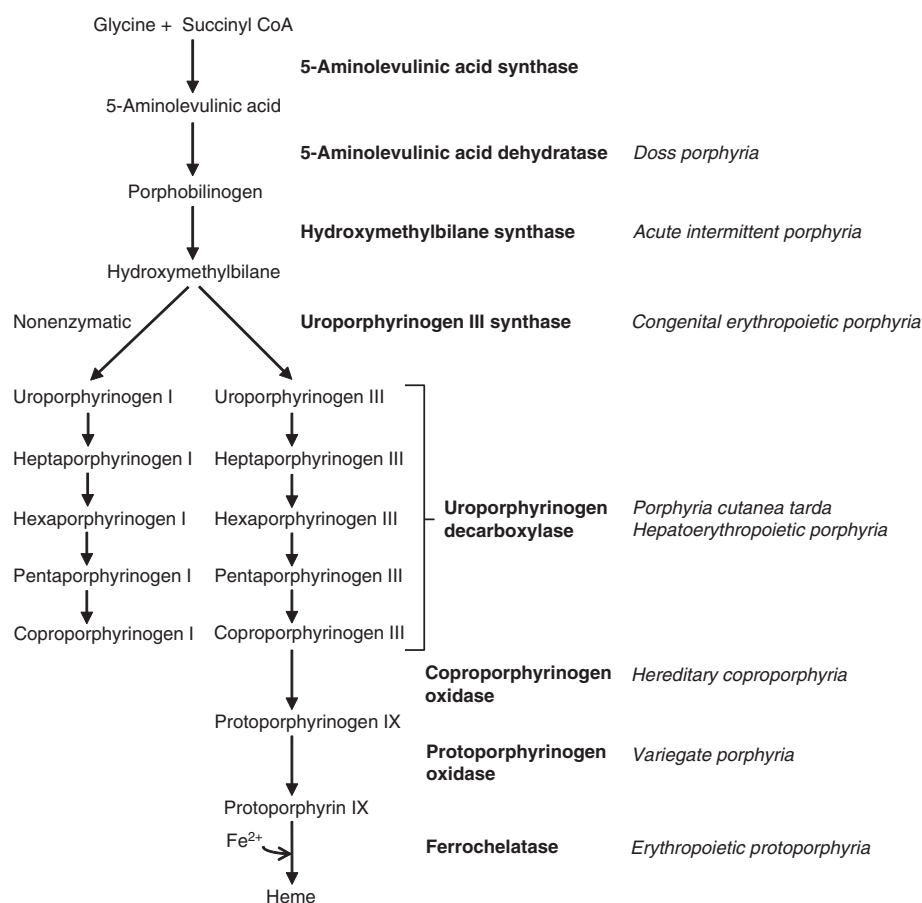 Glycine + Succinyl CoA
5-Aminolevulinic acid synthase
5-Aminolevulinic acid
5-Aminolevulinic acid dehydratase
Doss porphyria
Porphobilinogen
Hydroxymethylbilane synthase
Acute intermittent porphyria
Hydroxymethylbilane
Nonenzymatic
Uroporphyrinogen III synthase
Congenital erythropoietic porphyria
Uroporphyrinogen I
Uroporphyrinogen III
Heptaporphyrinogen I
Heptaporphyrinogen III
Hexaporphyrinogen I
Hexaporphyrinogen III
Uroporphyrinogen
decarboxylase
Porphyria cutanea tarda
Hepatoerythropoietic porphyria
Pentaporphyrinogen I
Pentaporphyrinogen III
Coproporphyrinogen I
Coproporphyrinogen III
Coproporphyrinogen
oxidase
Hereditary coproporphyria
Protoporphyrinogen IX
Protoporphyrinogen
oxidase
Variegate porphyria
Protoporphyrin IX
Fe²⁺
Ferrochelatase
Erythropoietic protoporphyria
Heme